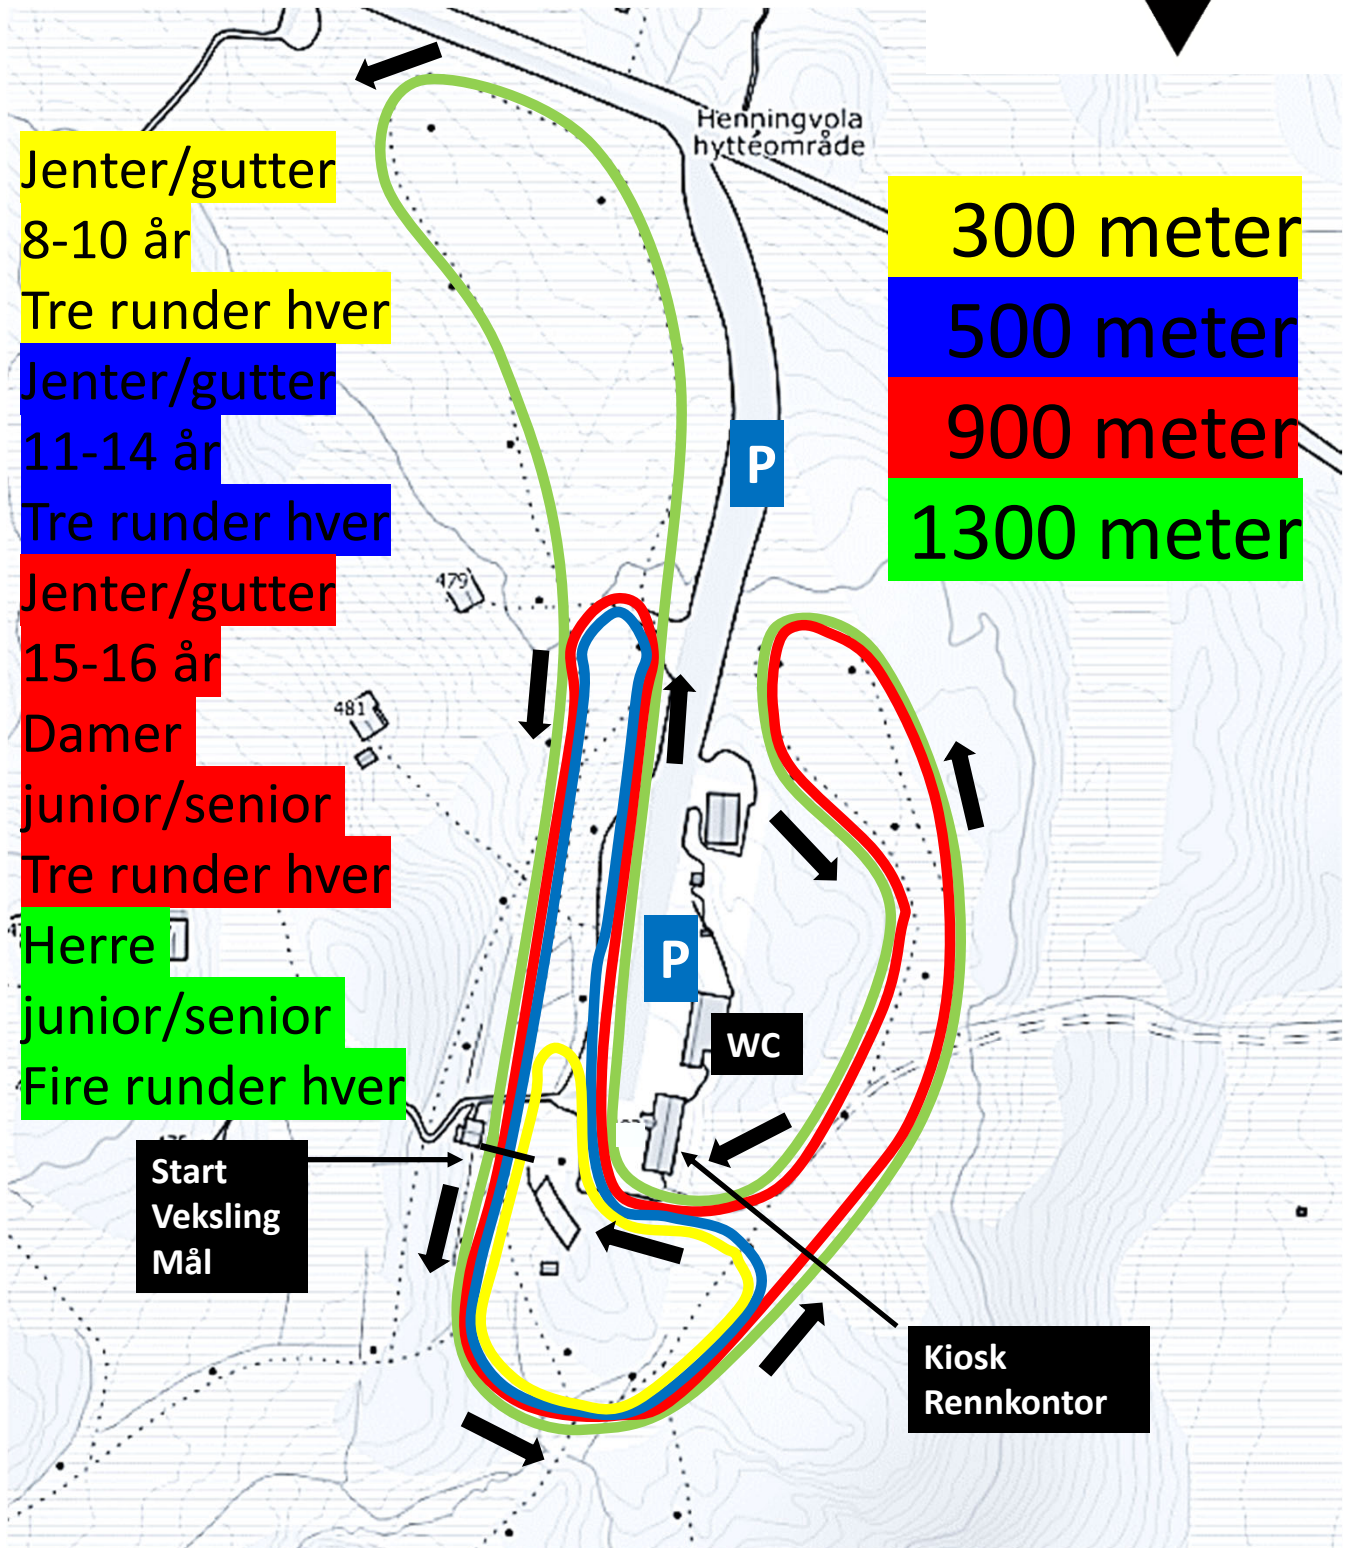 Henningvola
hytteområde
Jenter/gutter
8-10 år
Tre runder hver
Jenter/gutter
11-14 år
Tre runder hver
Jenter/gutter
15-16 år
Damer
junior/senior
Tre runder hver
Herre
junior/senior
Fire runder hver
300 meter
500 meter
900 meter
1300 meter
P
479
481
P
WC
Start
Veksling
Mål
Kiosk
Rennkontor